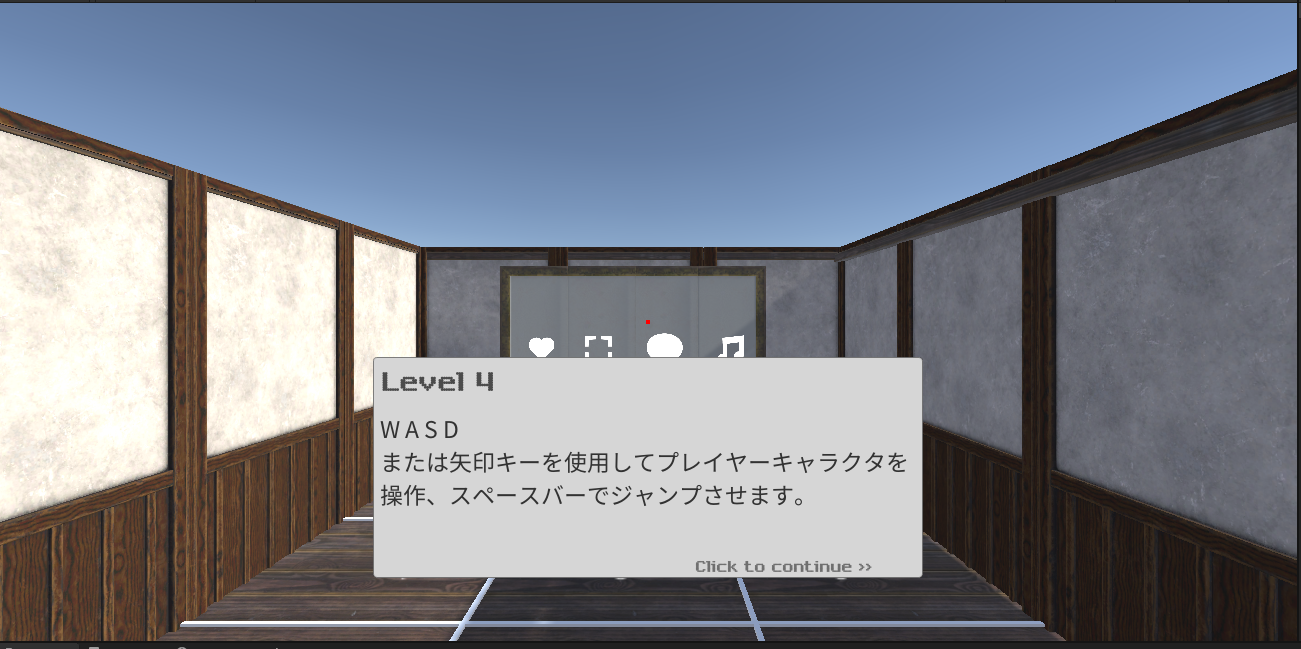 Level 4
W A S D
または矢印キーを使用してプレイヤーキャラクタを
操作、スペースバーでジャンプさせます。
Click to continue >>